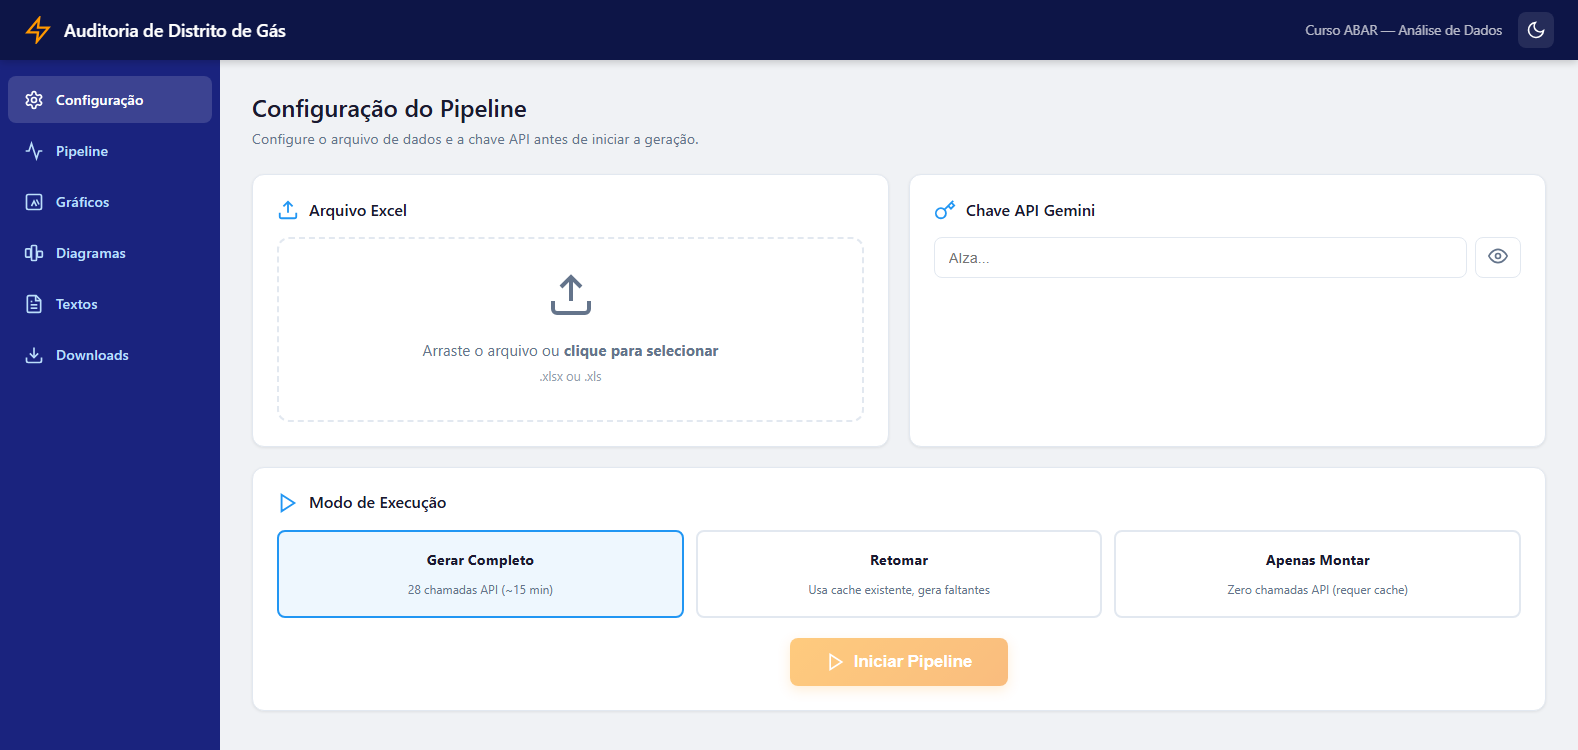 Auditoria de Distrito de Gás
Curso ABAR — Análise de Dados
Configuração
Pipeline
Gráficos
Diagramas
Textos
Downloads
Configuração do Pipeline
Configure o arquivo de dados e a chave API antes de iniciar a geração.
Arquivo Excel
Arraste o arquivo ou clique para selecionar
.xlsx ou .xls
Chave API Gemini
AIza...
Modo de Execução
Gerar Completo
28 chamadas API (~15 min)
Retomar
Usa cache existente, gera faltantes
Apenas Montar
Zero chamadas API (requer cache)
Iniciar Pipeline